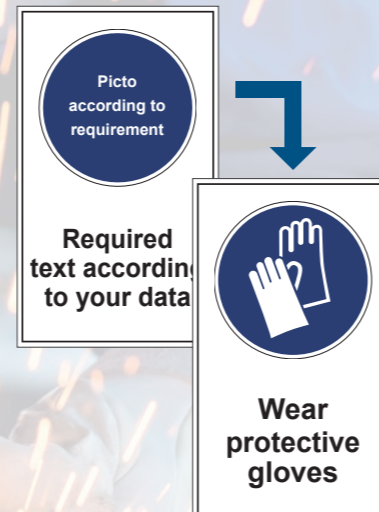 Picto
according to
requirement
Required
text according
to your data
Wear
protective
gloves